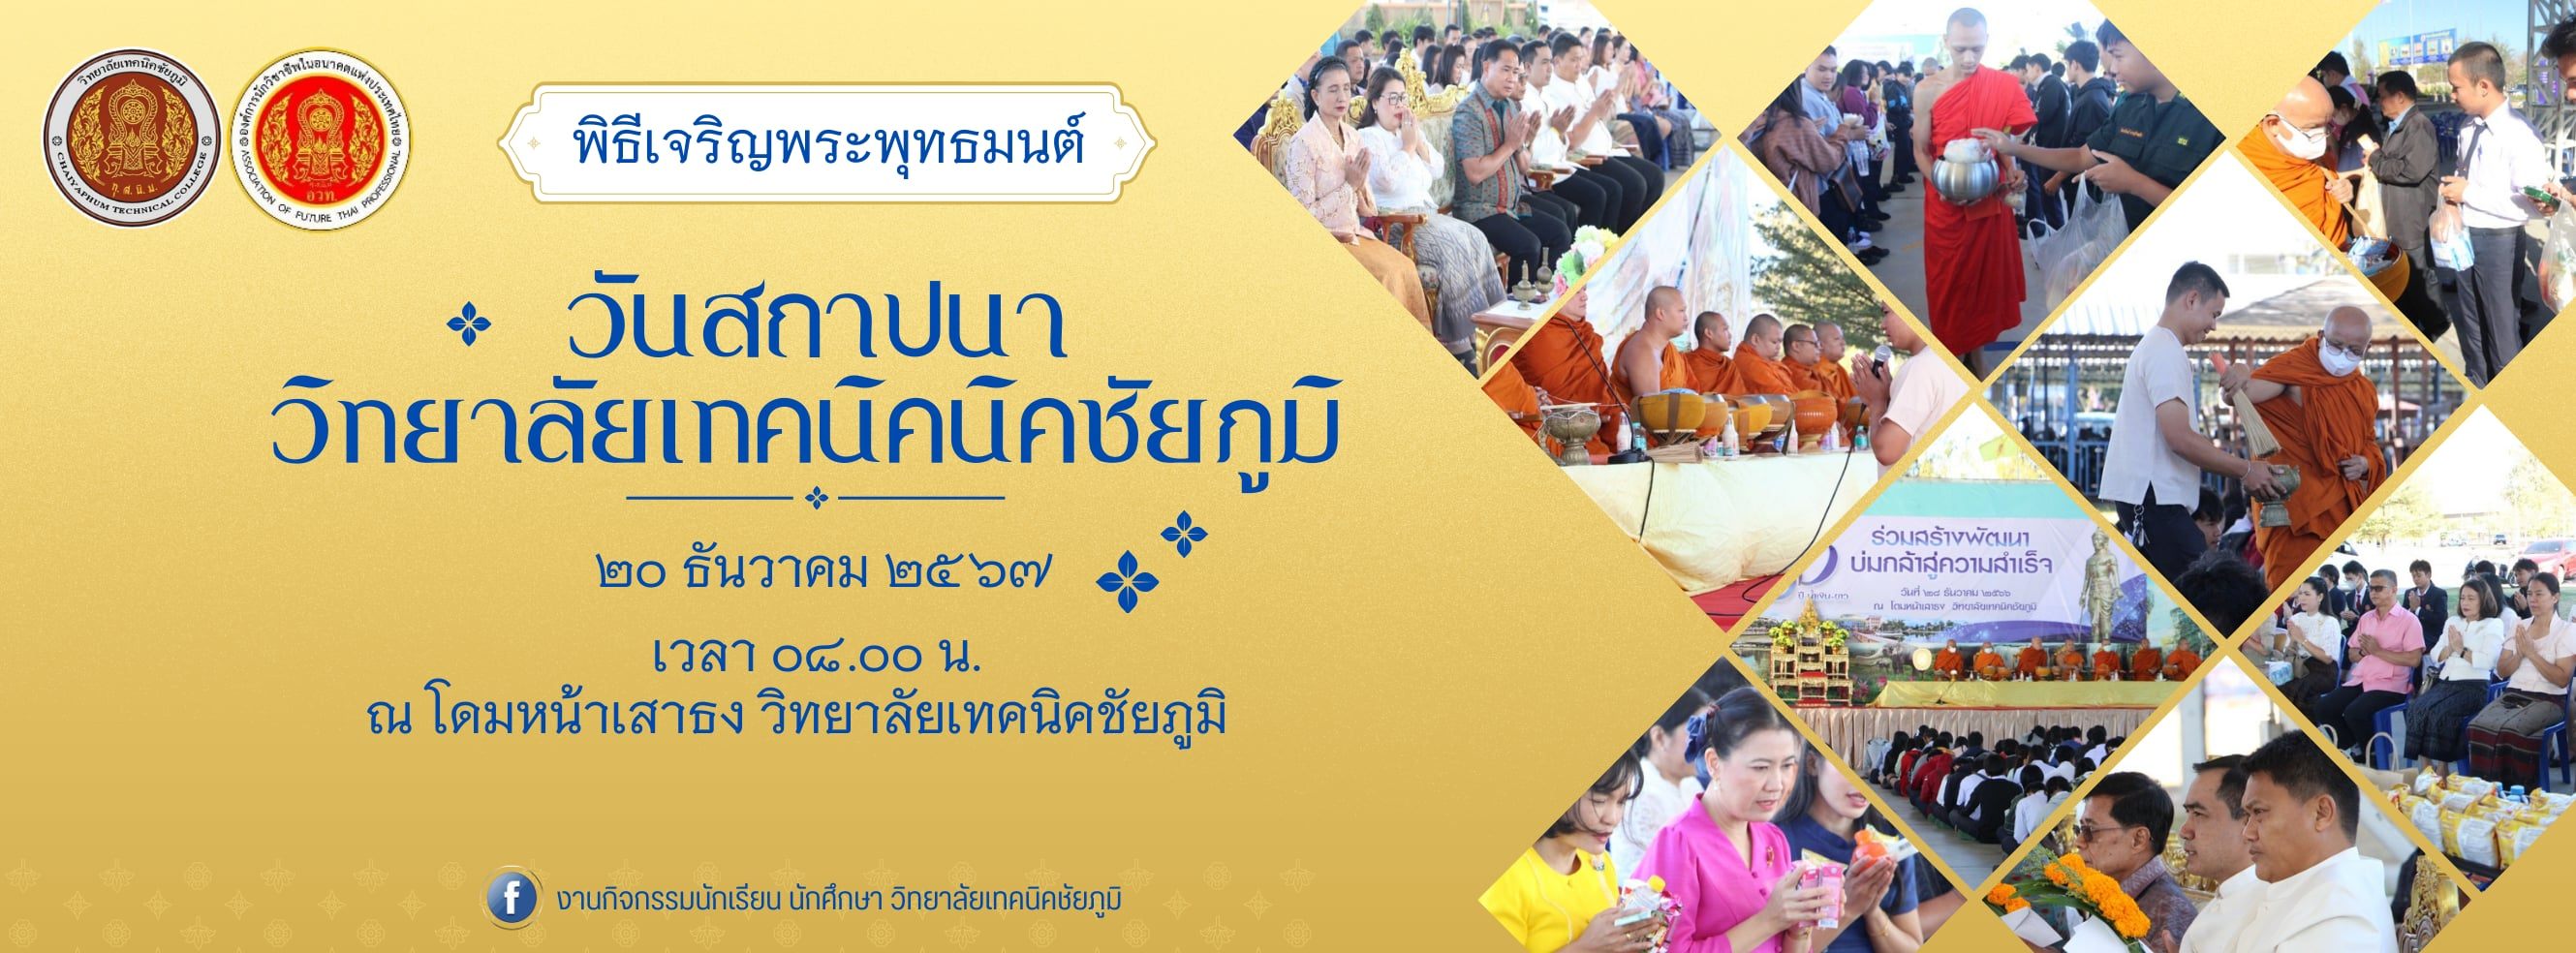 วิทยาลัยเทคนิคชัยภูมิ
CHAIYAPHUM TECHNICAL COLLEGE
องค์การนักวิชาชีพในอนาคตแห่งประเทศไทย
อวท.
ASSOCIATION OF FUTURE THAI PROFESSIONAL
พิธีเจริญพระพุทธมนต์
วันสถาปนา
วิทยาลัยเทคนิคนิคชัยภูมิ
๒๐ ธันวาคม ๒๕๖๗
เวลา ๐๘.๐๐ น.
ณ โดมหน้าเสาธง วิทยาลัยเทคนิคชัยภูมิ
งานกิจกรรมนักเรียน นักศึกษา วิทยาลัยเทคนิคชัยภูมิ
ร่วมสร้างพัฒนา
บ่มกล้าสู่ความสำเร็จ
วันที่ ๒๘ ธันวาคม ๒๕๖๖
ณ โดมหน้าเสาธง วิทยาลัยเทคนิคชัยภูมิ